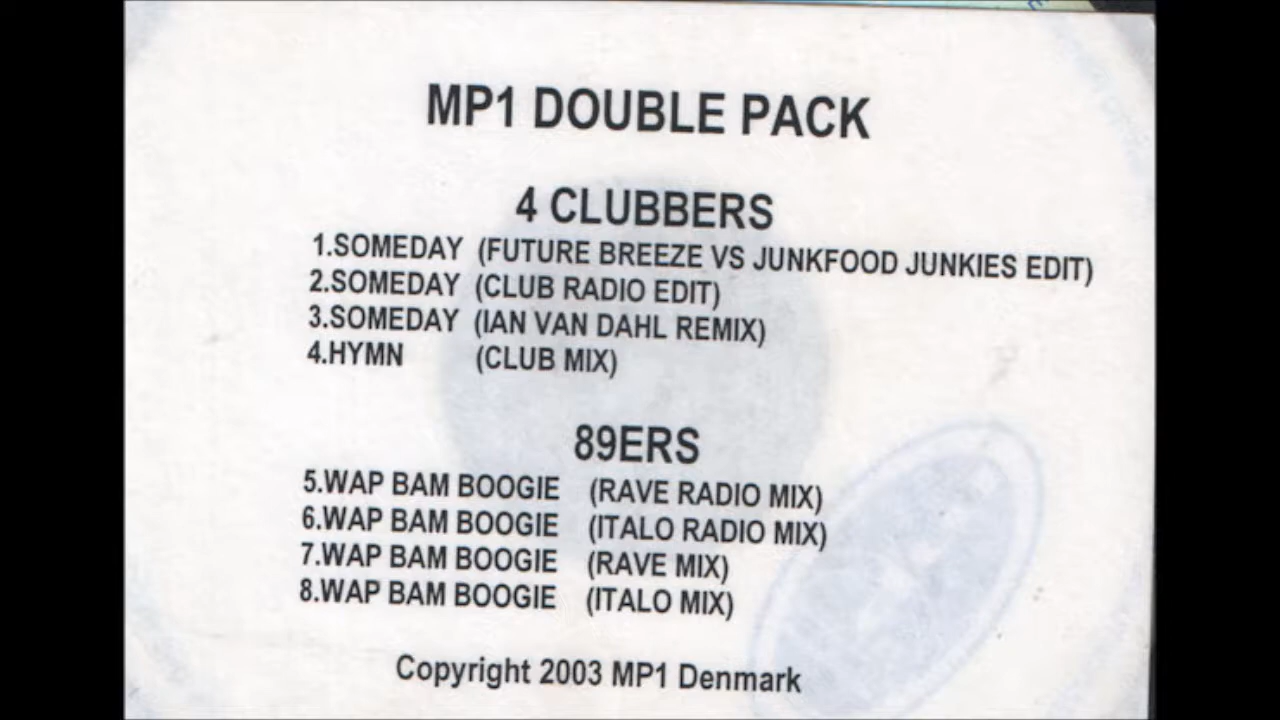 MP1 DOUBLE PACK
4 CLUBBERS
1.SOMEDAY (FUTURE BREEZE VS JUNKFOOD JUNKIES EDIT)
2.SOMEDAY (CLUB RADIO EDIT)
3.SOMEDAY (IAN VAN DAHL REMIX)
4.HYMN (CLUB MIX)
89ERS
5.WAP BAM BOOGIE (RAVE RADIO MIX)
6.WAP BAM BOOGIE (ITALO RADIO MIX)
7.WAP BAM BOOGIE (RAVE MIX)
8.WAP BAM BOOGIE (ITALO MIX)
Copyright 2003 MP1 Denmark